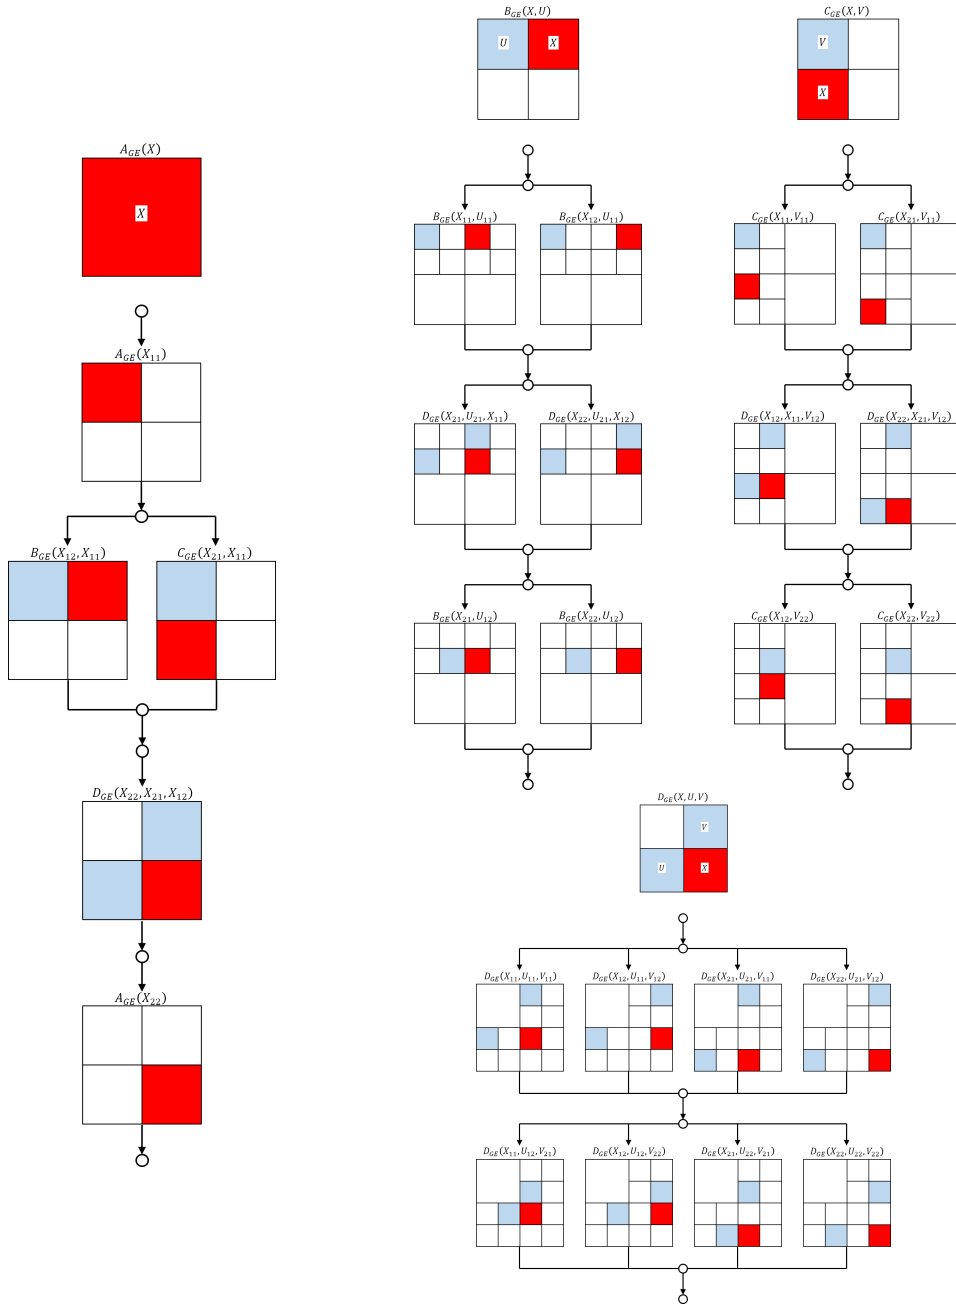 A_GE(X)
X
A_GE(X_11)
B_GE(X_12, X_11) C_GE(X_21, X_11)
D_GE(X_22, X_21, X_12)
A_GE(X_22)
B_GE(X, U)
U X
B_GE(X_11, U_11) B_GE(X_12, U_11)
D_GE(X_21, U_21, X_11) D_GE(X_22, U_21, X_12)
B_GE(X_21, U_12) B_GE(X_22, U_12)
C_GE(X, V)
V
X
C_GE(X_11, V_11) C_GE(X_21, V_11)
D_GE(X_12, X_11, V_12) D_GE(X_22, X_21, V_12)
C_GE(X_12, V_22) C_GE(X_22, V_22)
D_GE(X, U, V)
V
U X
D_GE(X_11, U_11, V_11) D_GE(X_12, U_11, V_12) D_GE(X_21, U_21, V_11) D_GE(X_22, U_21, V_12)
D_GE(X_11, U_12, V_21) D_GE(X_12, U_12, V_22) D_GE(X_21, U_22, V_21) D_GE(X_22, U_22, V_22)